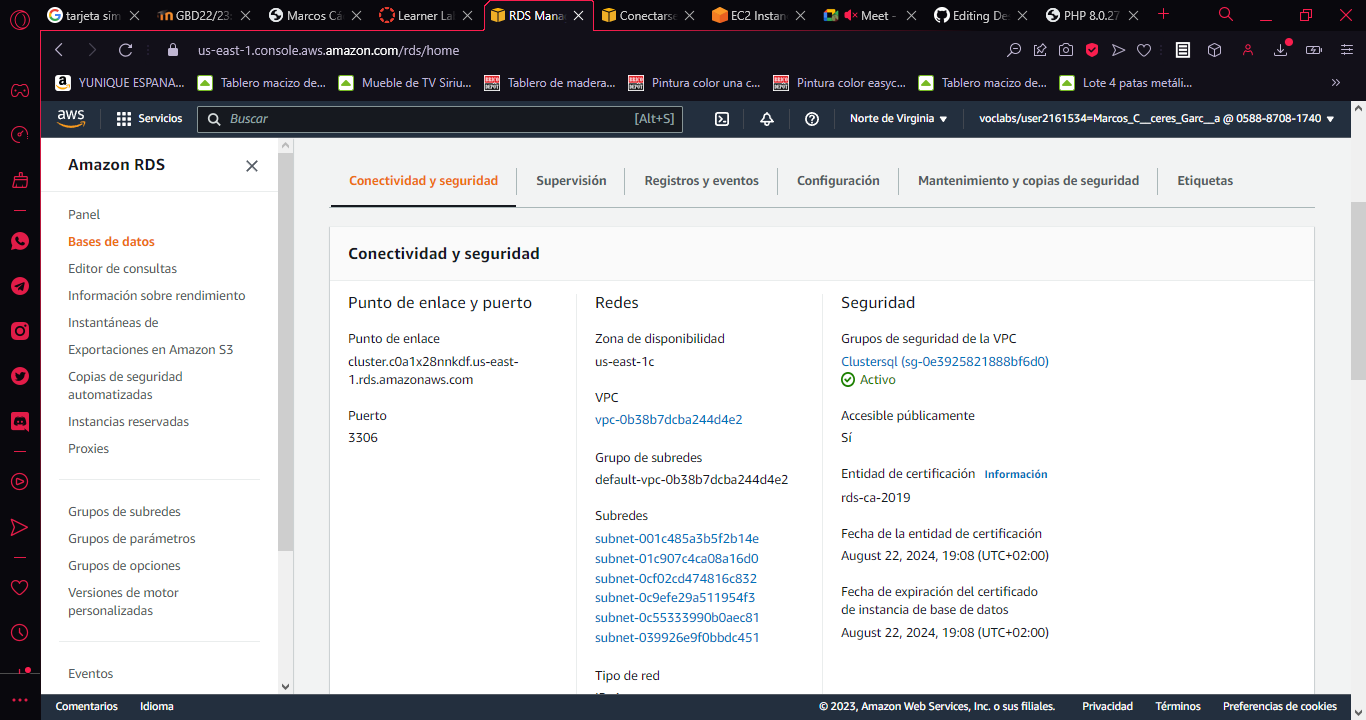 tarjeta sim
GBD22/23:
Marcos Cá
Learner La
RDS Mana
Conectarse
EC2 Instan
Meet -
Editing De
PHP 8.0.27
us-east-1.console.aws.amazon.com/rds/home
YUNIQUE ESPANA...
Tablero macizo de...
Mueble de TV Siriu...
Tablero de madera...
Pintura color una c...
Pintura color easyc...
Tablero macizo de...
Lote 4 patas metáli...
aws
Servicios
Buscar
[Alt+S]
Norte de Virginia
voclabs/user2161534=Marcos_C__ceres_Garc__a @ 0588-8708-1740
Amazon RDS
Panel
Bases de datos
Editor de consultas
Información sobre rendimiento
Instantáneas de
Exportaciones en Amazon S3
Copias de seguridad
automatizadas
Instancias reservadas
Proxies
Grupos de subredes
Grupos de parámetros
Grupos de opciones
Versiones de motor
personalizadas
Eventos
Conectividad y seguridad
Supervisión
Registros y eventos
Configuración
Mantenimiento y copias de seguridad
Etiquetas
Conectividad y seguridad
Punto de enlace y puerto
Punto de enlace
cluster.c0a1x28nnkdf.us-east-
1.rds.amazonaws.com
Puerto
3306
Redes
Zona de disponibilidad
us-east-1c
VPC
vpc-0b38b7dcba244d4e2
Grupo de subredes
default-vpc-0b38b7dcba244d4e2
Subredes
subnet-001c485a3b5f2b14e
subnet-01c907c4ca08a16d0
subnet-0cf02cd474816c832
subnet-0c9efe29a511954f3
subnet-0c55333990b0aec81
subnet-039926e9f0bbdc451
Tipo de red
Seguridad
Grupos de seguridad de la VPC
Clustersql (sg-0e3925821888bf6d0)
Activo
Accesible públicamente
Sí
Entidad de certificación Información
rds-ca-2019
Fecha de la entidad de certificación
August 22, 2024, 19:08 (UTC+02:00)
Fecha de expiración del certificado
de instancia de base de datos
August 22, 2024, 19:08 (UTC+02:00)
Comentarios
Idioma
© 2023, Amazon Web Services, Inc. o sus filiales.
Privacidad
Términos
Preferencias de cookies